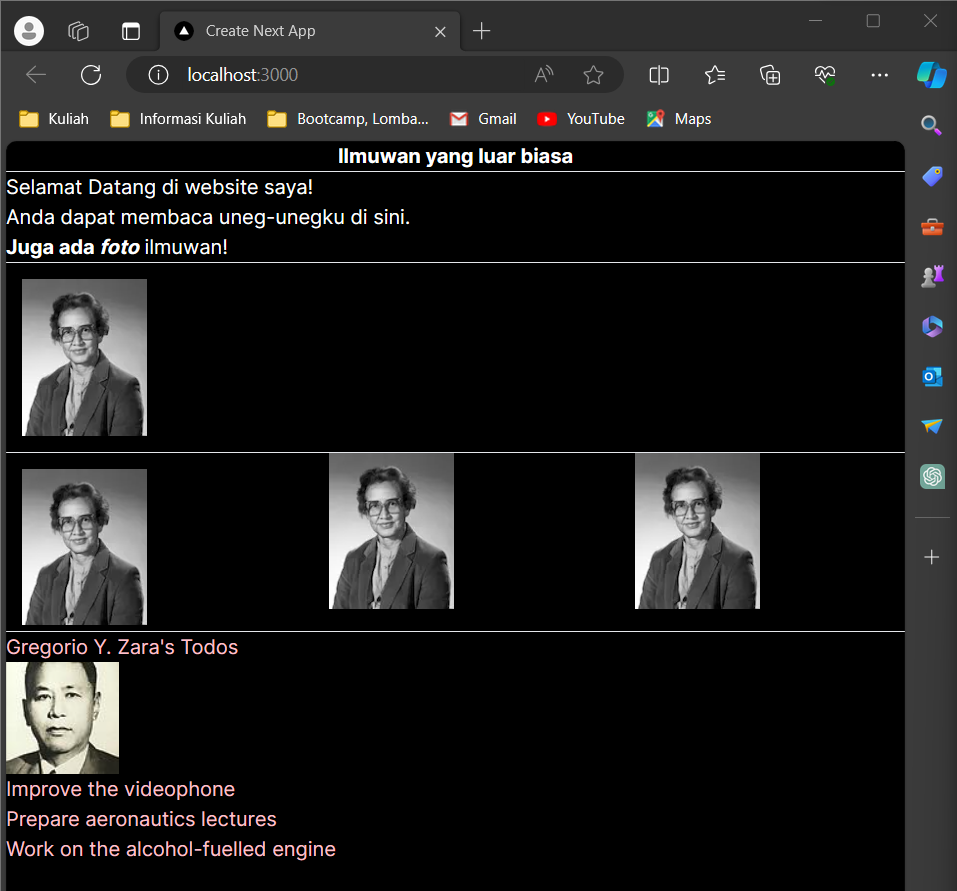 Create Next App
localhost:3000
Kuliah Informasi Kuliah Bootcamp, Lomba... Gmail YouTube Maps
Ilmuwan yang luar biasa
Selamat Datang di website saya!
Anda dapat membaca uneg-unegku di sini.
Juga ada foto ilmuwan!
Gregorio Y. Zara's Todos
Improve the videophone
Prepare aeronautics lectures
Work on the alcohol-fuelled engine